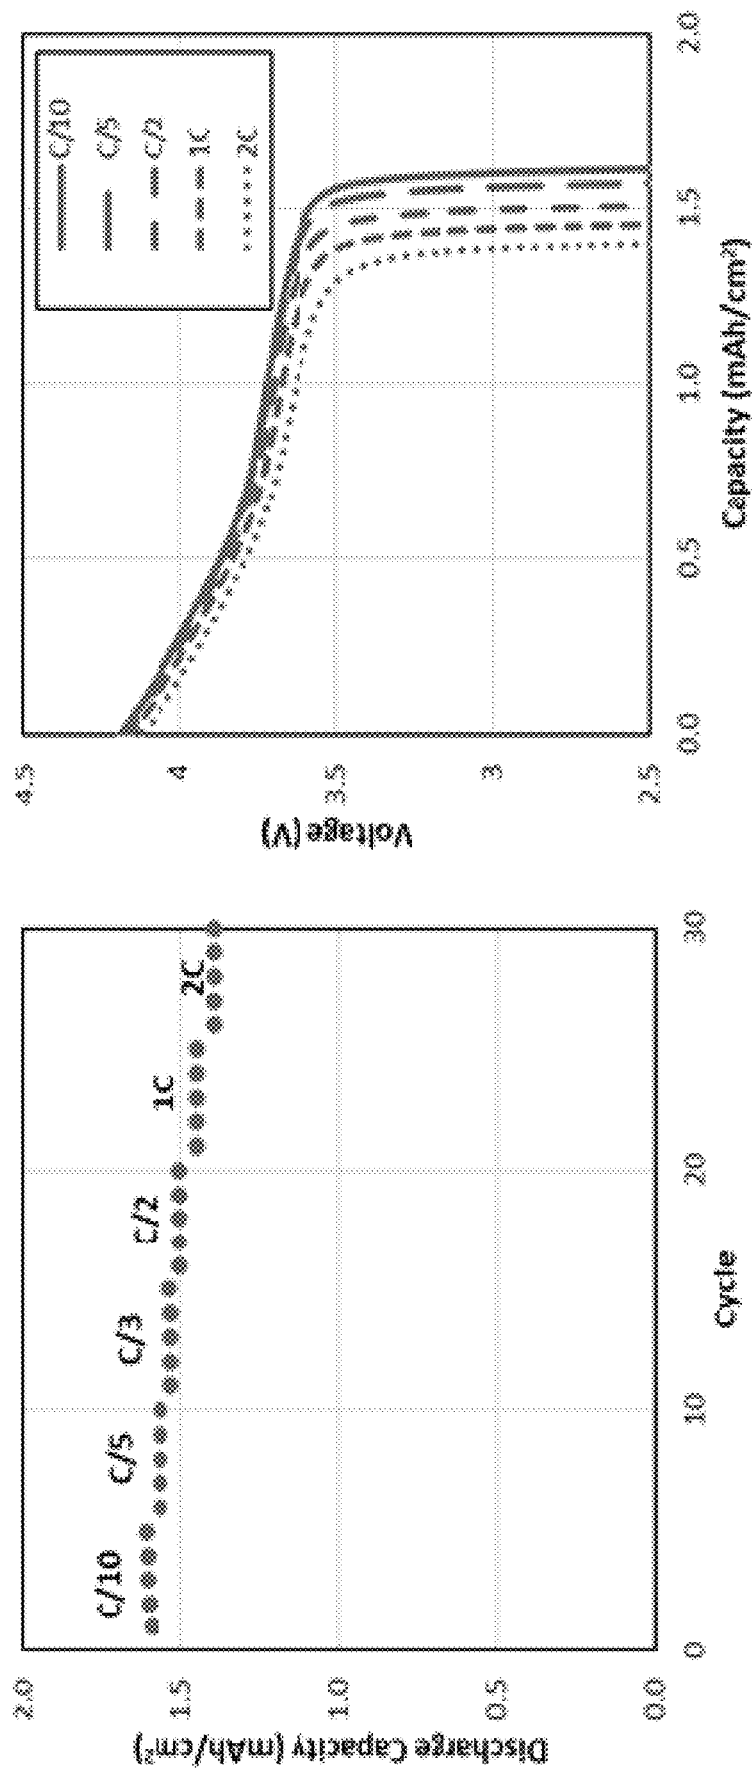 Discharge Capacity (mAh/cm²)
2.0
1.5
1.0
0.5
0.0
C/10
C/5
C/3
C/2
1C
2C
0
10
20
30
Cycle
Voltage (V)
4.5
4
3.5
3
2.5
C/10
C/5
C/2
1C
2C
0.0
0.5
1.0
1.5
2.0
Capacity (mAh/cm²)